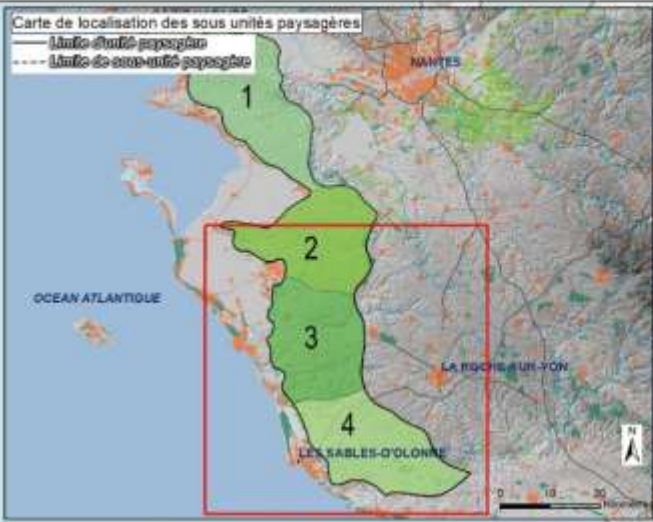 Carte de localisation des sous unités paysagères
Limite d'unité paysagère
Limite de sous-unité paysagère
NANTES
1
2
OCEAN ATLANTIQUE
3
LA ROCHE-SUR-YON
4
LES SABLES-D'OLONNE
N
0 10 20
Kilomètres